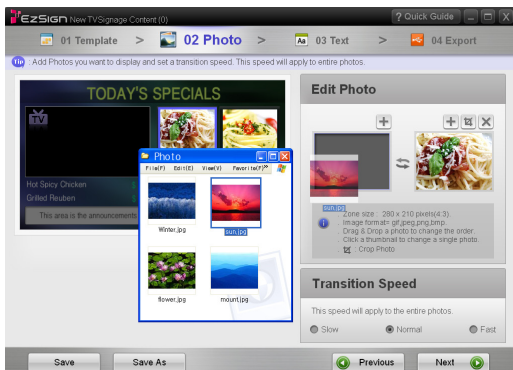 EZSIGN New TVSignage Content (0)
? Quick Guide
01 Template > 02 Photo > 03 Text > 04 Export
Tip : Add Photos you want to display and set a transition speed. This speed will apply to entire photos.
TODAY'S SPECIALS
TV
Hot Spicy Chicken $
Grilled Reuben $
This area is the announcements
Photo
File(F) Edit(E) View(V) Favorite(F)»
Winter.jpg
sun.jpg
flower.jpg
mount.jpg
Edit Photo
sun.jpg
Zone size : 280 x 210 pixels(4:3).
Image format= gif,jpeg,png,bmp...
Drag & Drop a photo to change the order.
Click a thumbnail to change a single photo.
: Crop Photo
Transition Speed
This speed will apply to the entire photos.
Slow
Normal
Fast
Save
Save As
Previous
Next